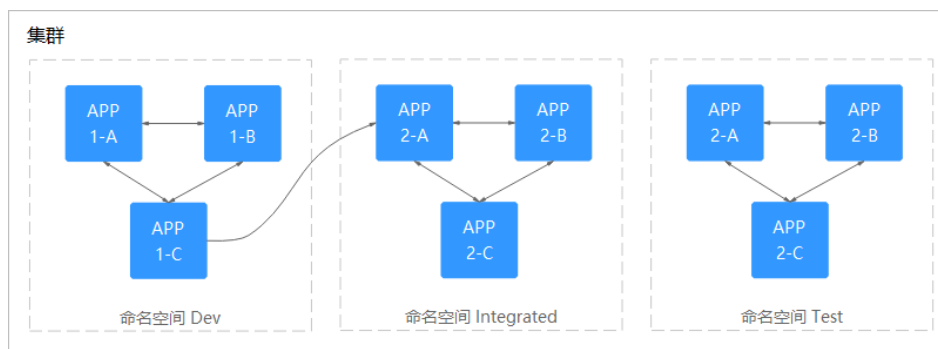 集群
APP
1-A
APP
1-B
APP
1-C
命名空间 Dev
APP
2-A
APP
2-B
APP
2-C
命名空间 Integrated
APP
2-A
APP
2-B
APP
2-C
命名空间 Test